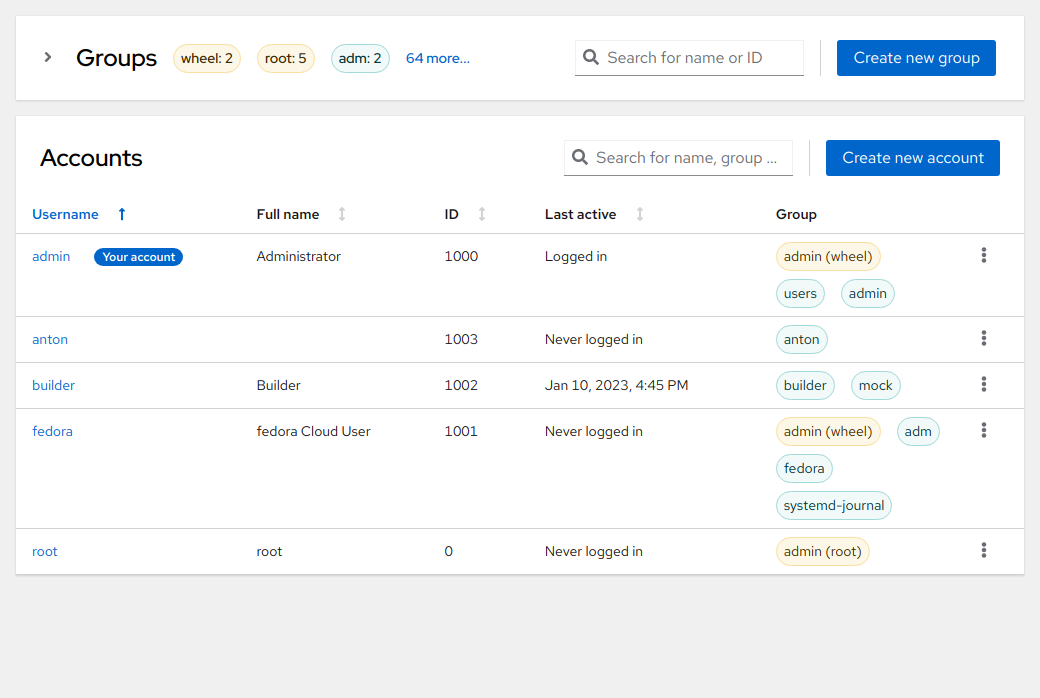 Groups wheel: 2 root: 5 adm: 2 64 more... Search for name or ID Create new group
Accounts Search for name, group ... Create new account
Username Full name ID Last active Group
admin Your account Administrator 1000 Logged in admin (wheel)
users admin
anton 1003 Never logged in anton
builder Builder 1002 Jan 10, 2023, 4:45 PM builder mock
fedora fedora Cloud User 1001 Never logged in admin (wheel) adm
fedora
systemd-journal
root root 0 Never logged in admin (root)